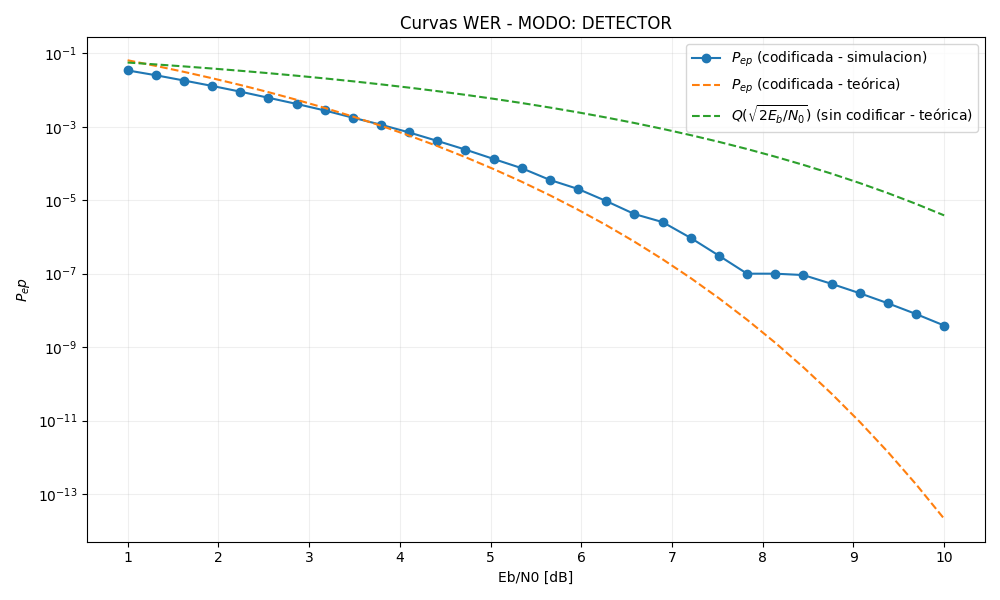 Curvas WER - MODO: DETECTOR
P_ep (codificada - simulacion)
P_ep (codificada - teórica)
Q(√2E_b/N_0) (sin codificar - teórica)
P_ep
10^-1
10^-3
10^-5
10^-7
10^-9
10^-11
10^-13
1 2 3 4 5 6 7 8 9 10
Eb/N0 [dB]